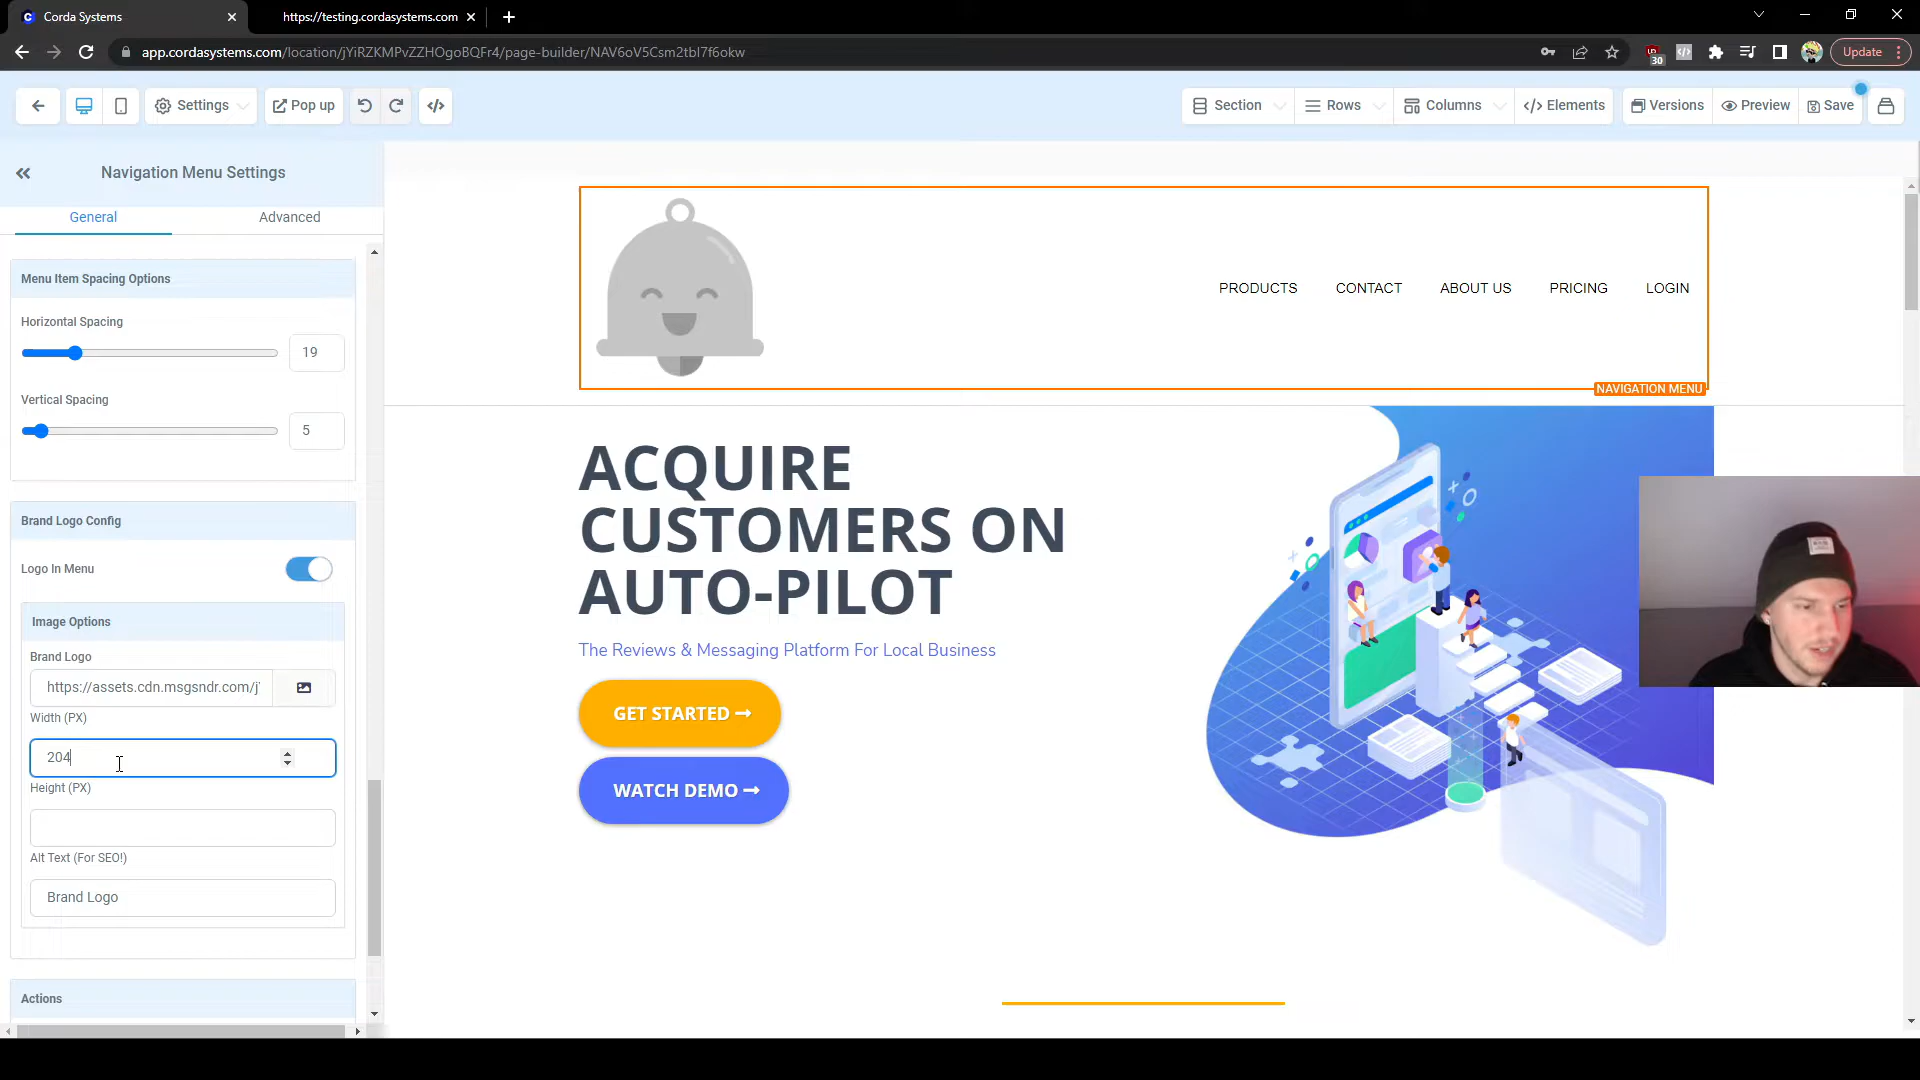 Corda Systems
https://testing.cordasystems.com
app.cordasystems.com/location/jYiRZKMPvZZHOgoBQFr4/page-builder/NAV6oV5Csm2tbl7f6okw
30
Update
Settings
Pop up
Section
Rows
Columns
</> Elements
Versions
Preview
Save
Navigation Menu Settings
General
Advanced
Menu Item Spacing Options
Horizontal Spacing
19
Vertical Spacing
5
Brand Logo Config
Logo In Menu
Image Options
Brand Logo
https://assets.cdn.msgsndr.com/j
Width (PX)
204
Height (PX)
Alt Text (For SEO!)
Brand Logo
Actions
PRODUCTS
CONTACT
ABOUT US
PRICING
LOGIN
NAVIGATION MENU
ACQUIRE
CUSTOMERS ON
AUTO-PILOT
The Reviews & Messaging Platform For Local Business
GET STARTED
WATCH DEMO